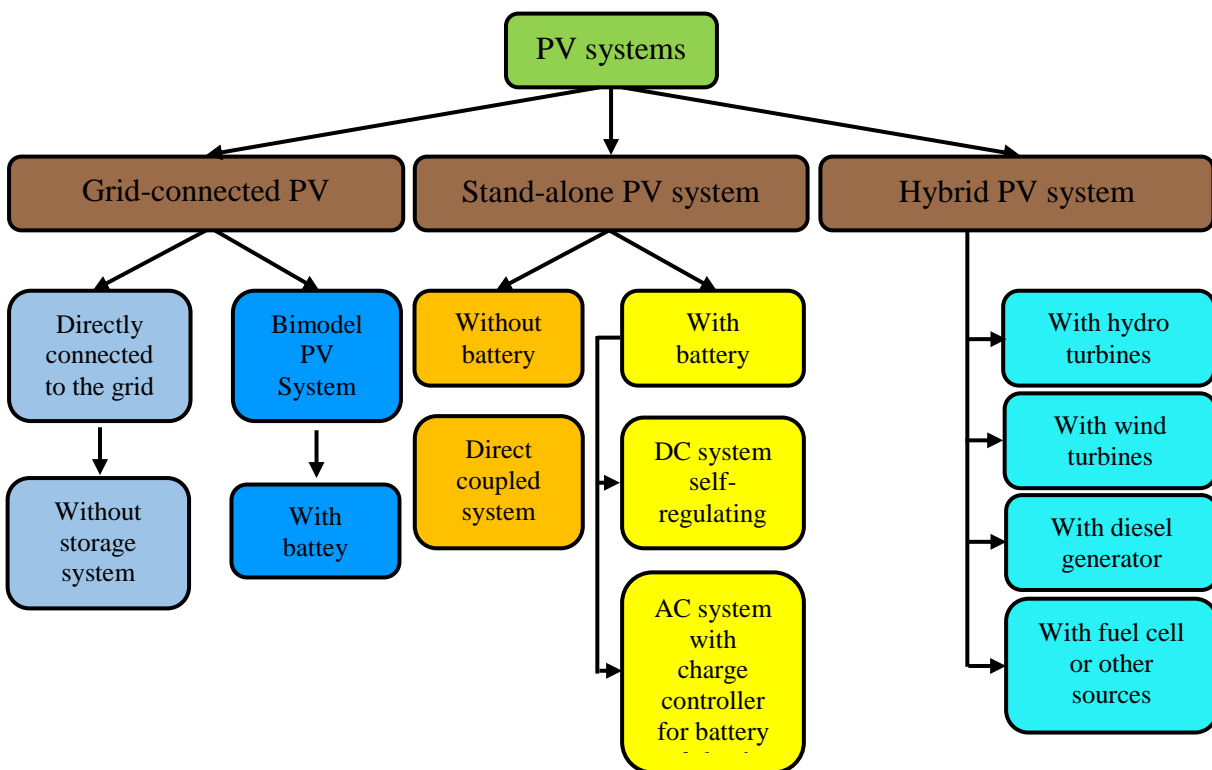 PV systems
Grid-connected PV
Stand-alone PV system
Hybrid PV system
Directly
connected
to the grid
Bimodel
PV
System
Without
battery
With
battery
With hydro
turbines
Without
storage
system
With
battey
Direct
coupled
system
DC system
self-
regulating
With wind
turbines
With diesel
generator
AC system
with
charge
controller
for battery
With fuel cell
or other
sources